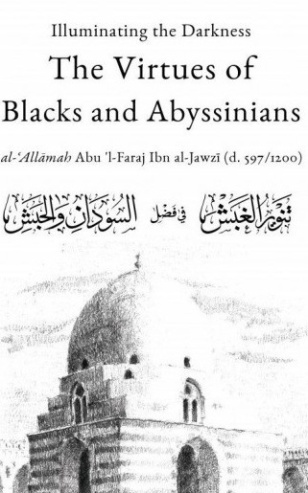 Illuminating the Darkness
The Virtues of
Blacks and Abyssinians
al-ʿAllāmah Abu 'l-Faraj Ibn al-Jawzī (d. 597/1200)
تنوير الغبش في فضل السودان والحبش